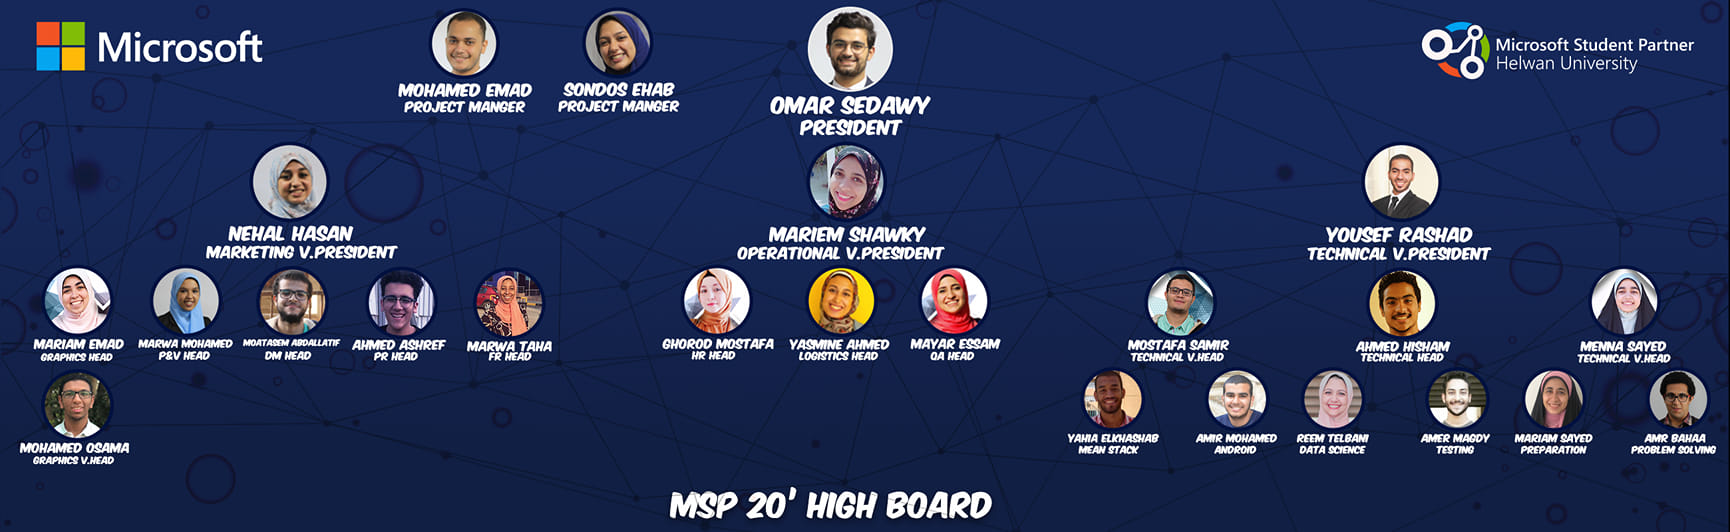 Microsoft
Microsoft Student Partner
Helwan University
MOHAMED EMAD
PROJECT MANGER
SONDOS EHAB
PROJECT MANGER
OMAR SEDAWY
PRESIDENT
NEHAL HASAN
MARKETING V.PRESIDENT
MARIEM SHAWKY
OPERATIONAL V.PRESIDENT
YOUSEF RASHAD
TECHNICAL V.PRESIDENT
MARIAM EMAD
GRAPHICS HEAD
MARWA MOHAMED
P&V HEAD
MOATASEM ABDALLATIF
DM HEAD
AHMED ASHREF
PR HEAD
MARWA TAHA
FR HEAD
GHOROD MOSTAFA
HR HEAD
YASMINE AHMED
LOGISTICS HEAD
MAYAR ESSAM
QA HEAD
MOSTAFA SAMIR
TECHNICAL V.HEAD
AHMED HISHAM
TECHNICAL HEAD
MENNA SAYED
TECHNICAL V.HEAD
MOHAMED OSAMA
GRAPHICS V.HEAD
YAHIA ELKHASHAB
MEAN STACK
AMIR MOHAMED
ANDROID
REEM TELBANI
DATA SCIENCE
AMER MAGDY
TESTING
MARIAM SAYED
PREPARATION
AMR BAHAA
PROBLEM SOLVING
MSP 20' HIGH BOARD